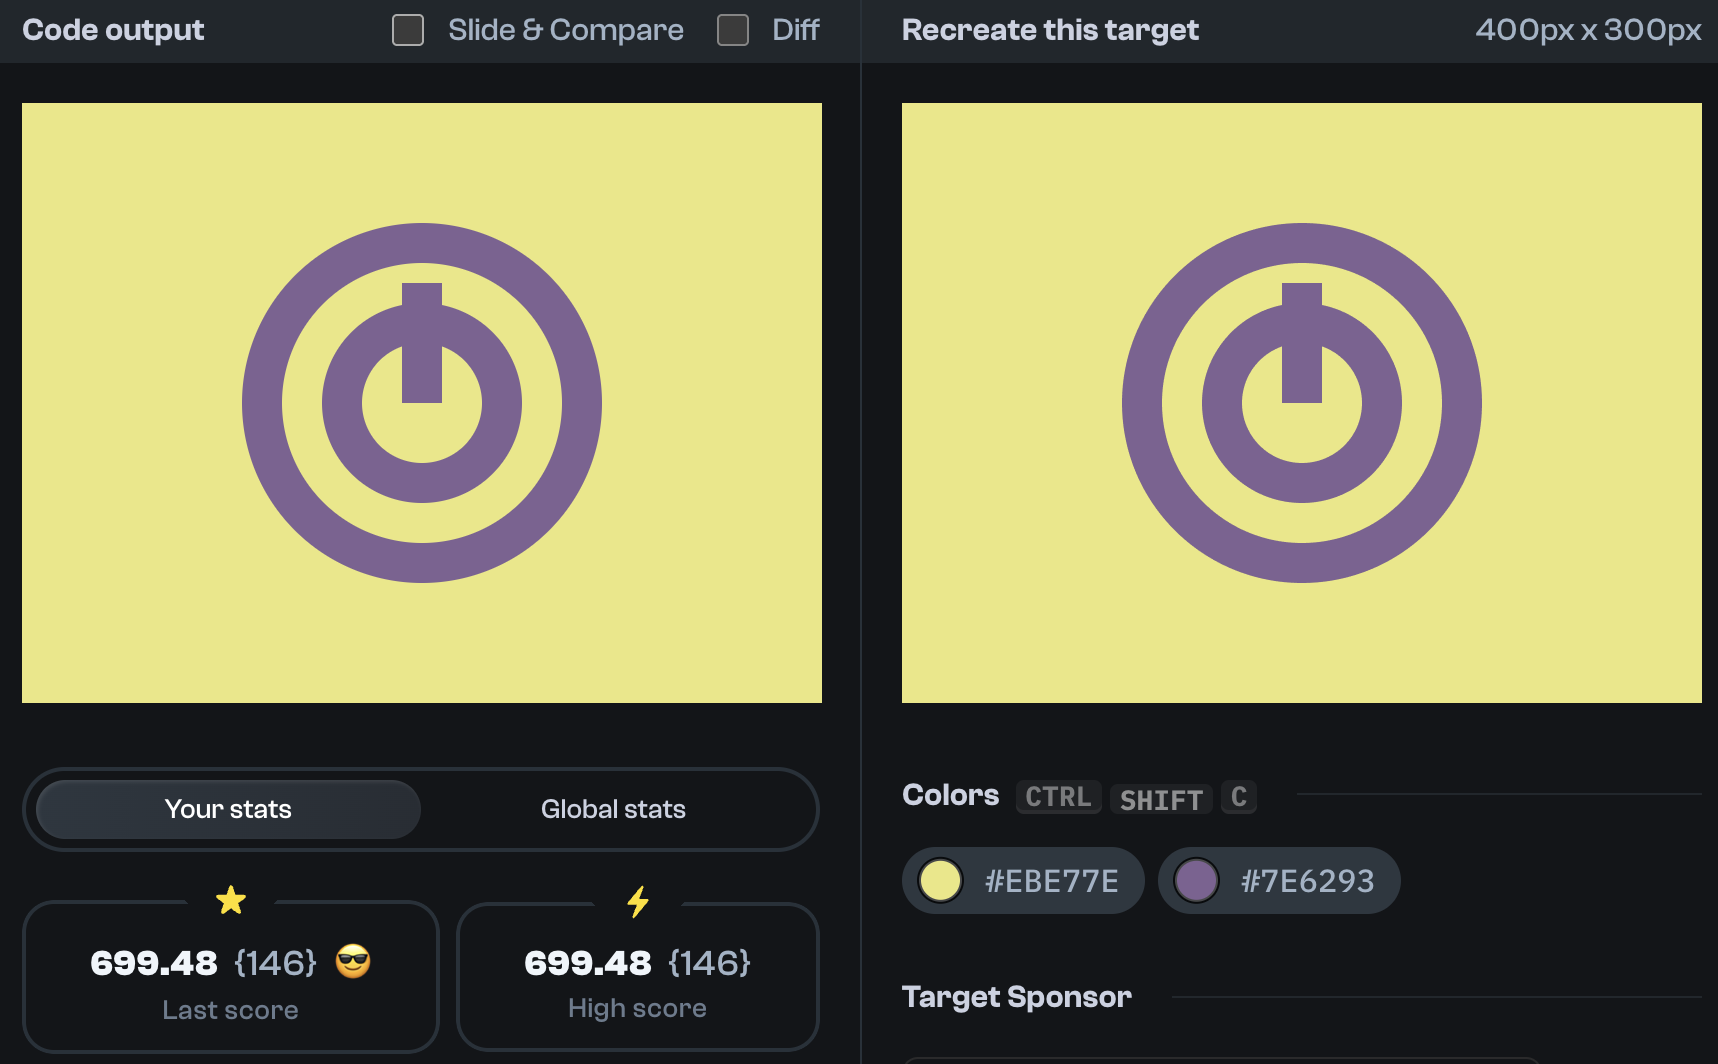 Code output
Slide & Compare
Diff
Recreate this target
400px x 300px
Your stats
Global stats
699.48 {146} 😎
Last score
699.48 {146}
High score
Colors CTRL SHIFT C
#EBE77E
#7E6293
Target Sponsor